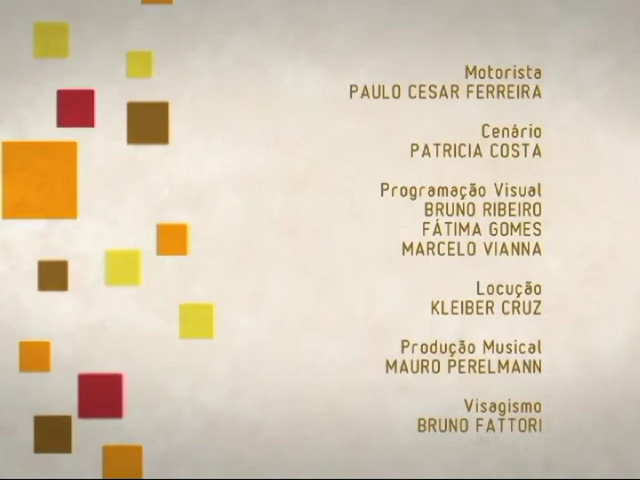 Motorista
PAULO CESAR FERREIRA
Cenário
PATRICIA COSTA
Programação Visual
BRUNO RIBEIRO
FÁTIMA GOMES
MARCELO VIANNA
Locução
KLEIBER CRUZ
Produção Musical
MAURO PERELMANN
Visagismo
BRUNO FATTORI